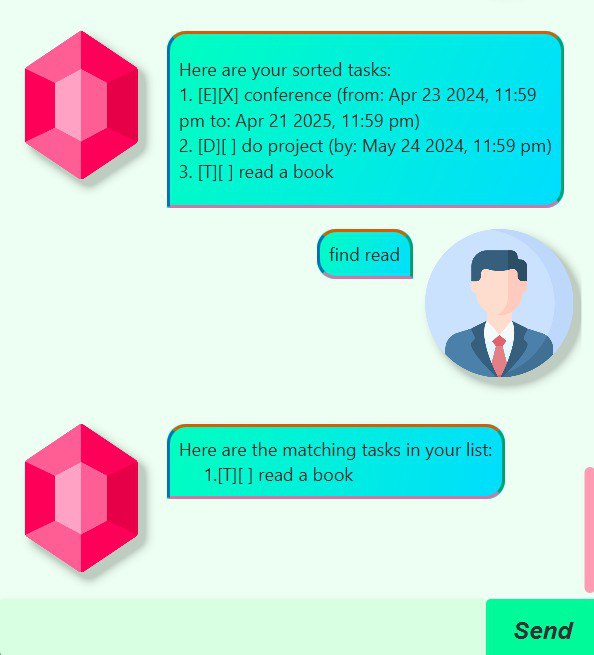 Here are your sorted tasks:
1. [E][X] conference (from: Apr 23 2024, 11:59
pm to: Apr 21 2025, 11:59 pm)
2. [D][ ] do project (by: May 24 2024, 11:59 pm)
3. [T][ ] read a book
find read
Here are the matching tasks in your list:
1.[T][ ] read a book
Send